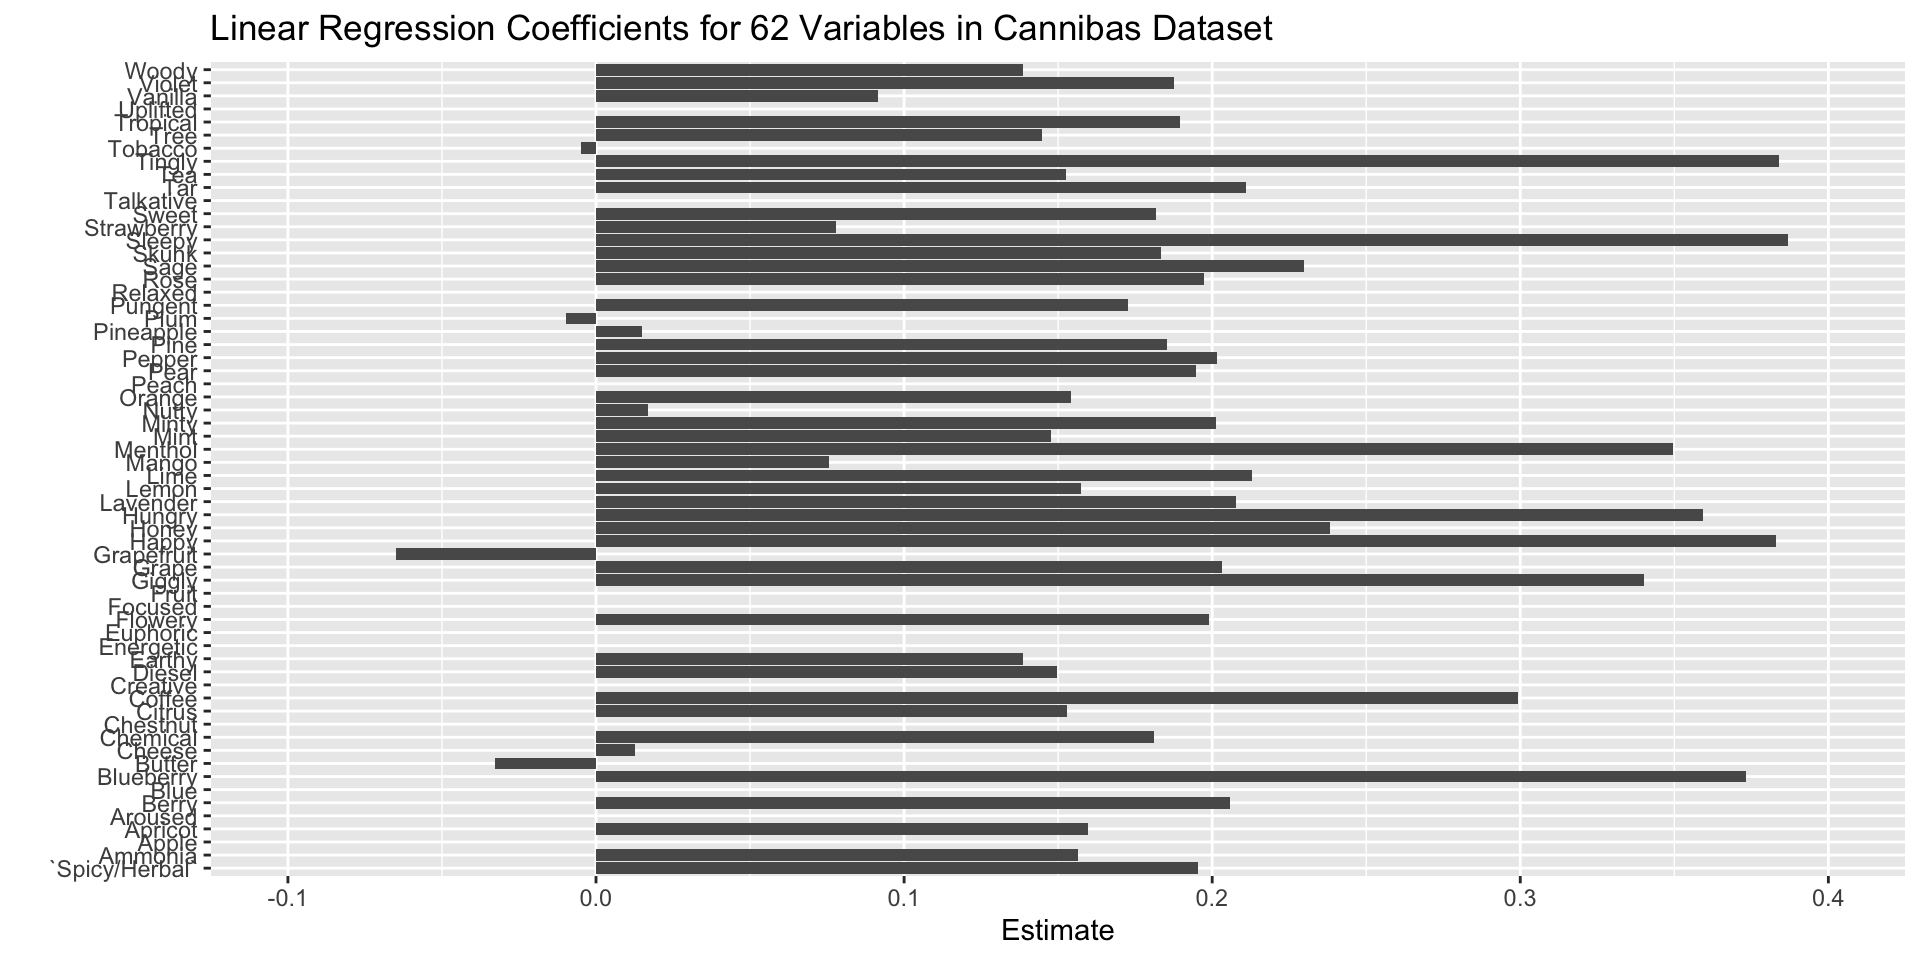 Linear Regression Coefficients for 62 Variables in Cannibas Dataset
Woody
Violet
Vanilla
Uplifted
Tropical
Tree
Tobacco
Tingly
Tea
Tar
Talkative
Sweet
Strawberry
Sleepy
Skunk
Sage
Rose
Relaxed
Pungent
Plum
Pineapple
Pine
Pepper
Pear
Peach
Orange
Nutty
Minty
Mint
Menthol
Mango
Lime
Lemon
Lavender
Hungry
Honey
Happy
Grapefruit
Grape
Giggly
Fruit
Focused
Flowery
Euphoric
Energetic
Earthy
Diesel
Creative
Coffee
Citrus
Chestnut
Chemical
Cheese
Butter
Blueberry
Blue
Berry
Aroused
Apricot
Apple
Ammonia
`Spicy/Herbal`
-0.1 0.0 0.1 0.2 0.3 0.4
Estimate